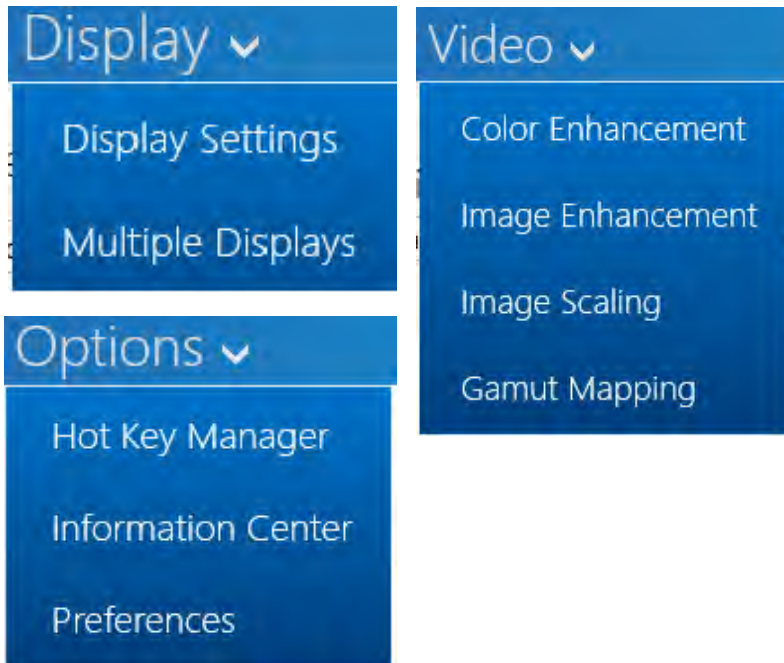 Display
Display Settings
Multiple Displays
Video
Color Enhancement
Image Enhancement
Image Scaling
Gamut Mapping
Options
Hot Key Manager
Information Center
Preferences